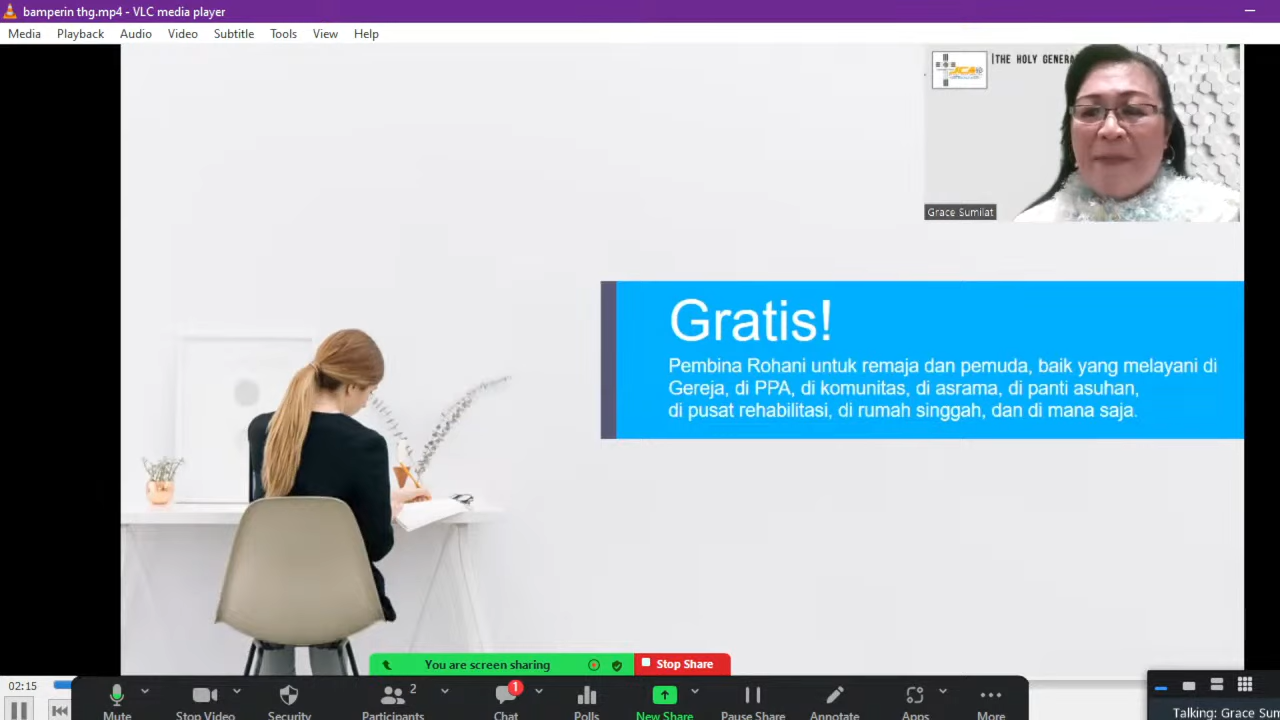 bamperin thg.mp4 - VLC media player
Media Playback Audio Video Subtitle Tools View Help
|THE HOLY GENERA
Grace Sumilat
Gratis!
Pembina Rohani untuk remaja dan pemuda, baik yang melayani di
Gereja, di PPA, di komunitas, di asrama, di panti asuhan,
di pusat rehabilitasi, di rumah singgah, dan di mana saja.
You are screen sharing Stop Share
02:15
2
1
Mute Stop Video Security Participants Chat Polls New Share Pause Share Annotate Apps More
Talking: Grace Sum